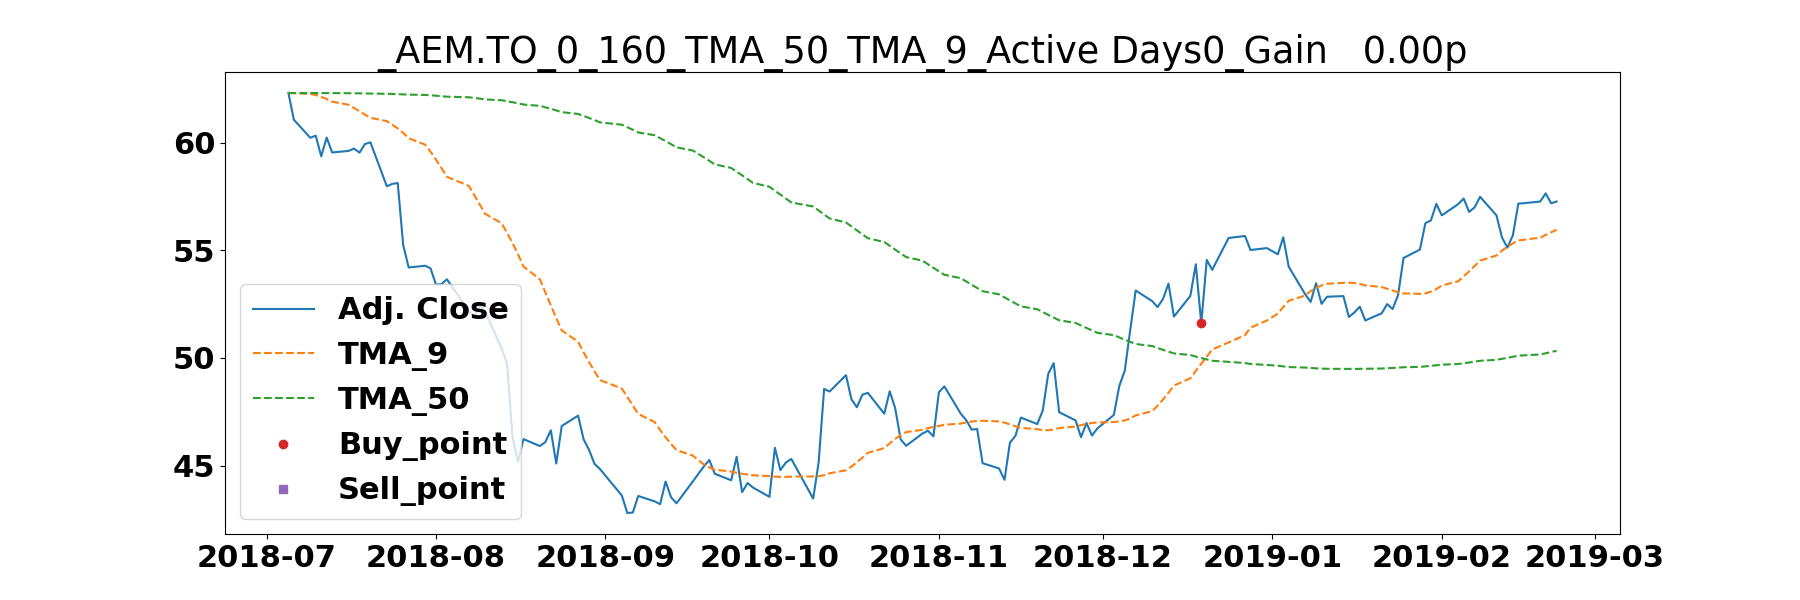 _AEM.TO_0_160_TMA_50_TMA_9_Active Days0_Gain   0.00p
60
55
50
45
Adj. Close
TMA_9
TMA_50
Buy_point
Sell_point
2018-07 2018-08 2018-09 2018-10 2018-11 2018-12 2019-01 2019-02 2019-03